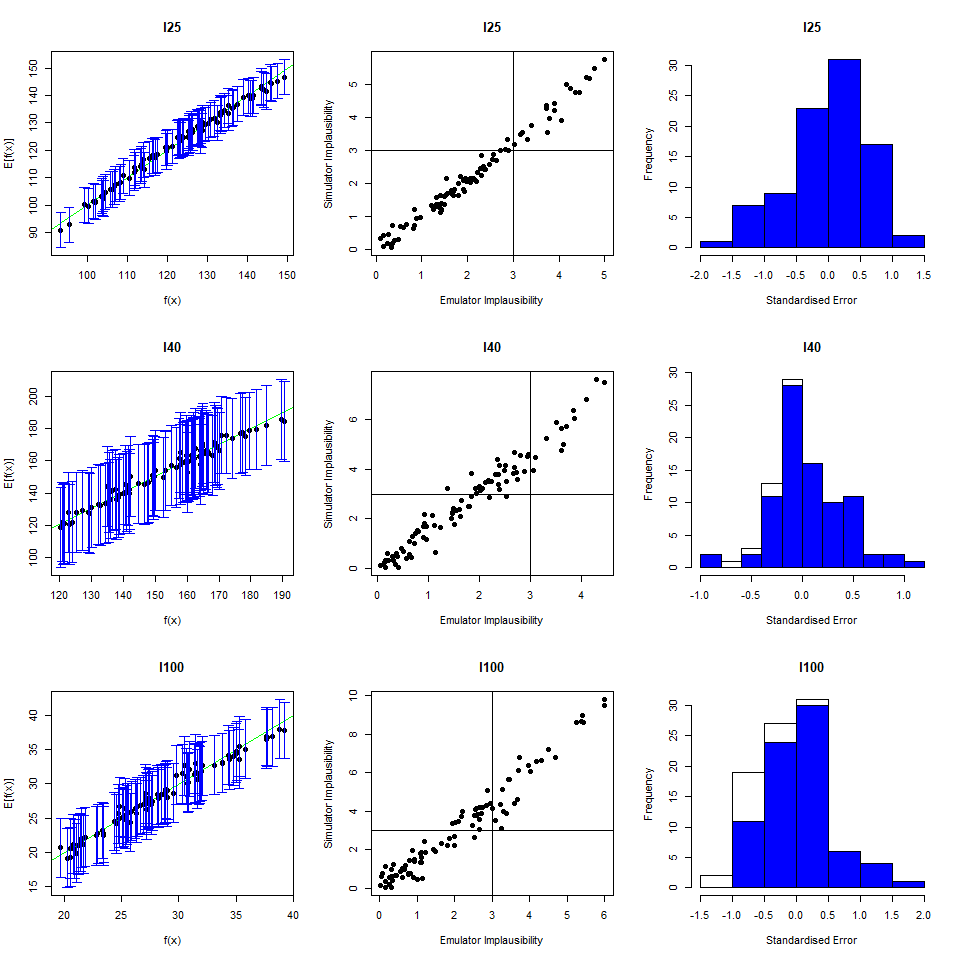 I25
I25
I25
E[f(x)]
90 100 110 120 130 140 150
100 110 120 130 140 150
f(x)
Simulator Implausibility
0 1 2 3 4 5
0 1 2 3 4 5
Emulator Implausibility
Frequency
0 5 10 15 20 25 30
-2.0 -1.5 -1.0 -0.5 0.0 0.5 1.0 1.5
Standardised Error
I40
I40
I40
E[f(x)]
100 120 140 160 180 200
120 130 140 150 160 170 180 190
f(x)
Simulator Implausibility
0 2 4 6
0 1 2 3 4
Emulator Implausibility
Frequency
0 5 10 15 20 25 30
-1.0 -0.5 0.0 0.5 1.0
Standardised Error
I100
I100
I100
E[f(x)]
15 20 25 30 35 40
20 25 30 35 40
f(x)
Simulator Implausibility
0 2 4 6 8 10
0 1 2 3 4 5 6
Emulator Implausibility
Frequency
0 5 10 15 20 25 30
-1.5 -1.0 -0.5 0.0 0.5 1.0 1.5 2.0
Standardised Error